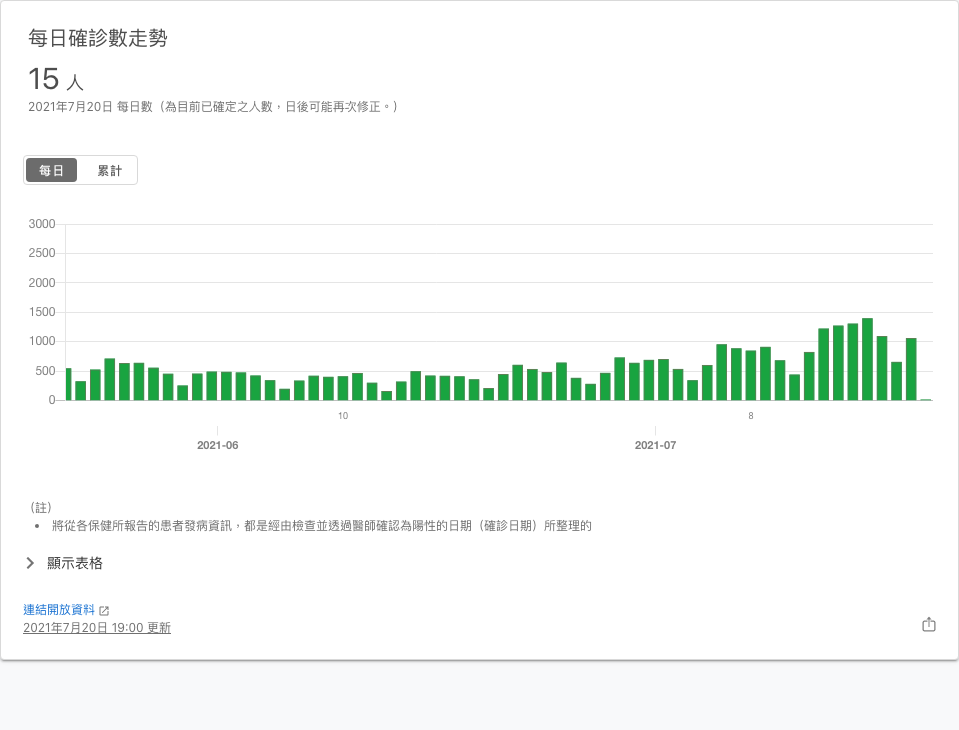 每日確診數走勢
15 人
2021年7月20日 每日數（為目前已確定之人數，日後可能再次修正。）
每日 累計
3000
2500
2000
1500
1000
500
0
10 8
2021-06 2021-07
（註）
• 將從各保健所報告的患者發病資訊，都是經由檢查並透過醫師確認為陽性的日期（確診日期）所整理的
顯示表格
連結開放資料
2021年7月20日 19:00 更新